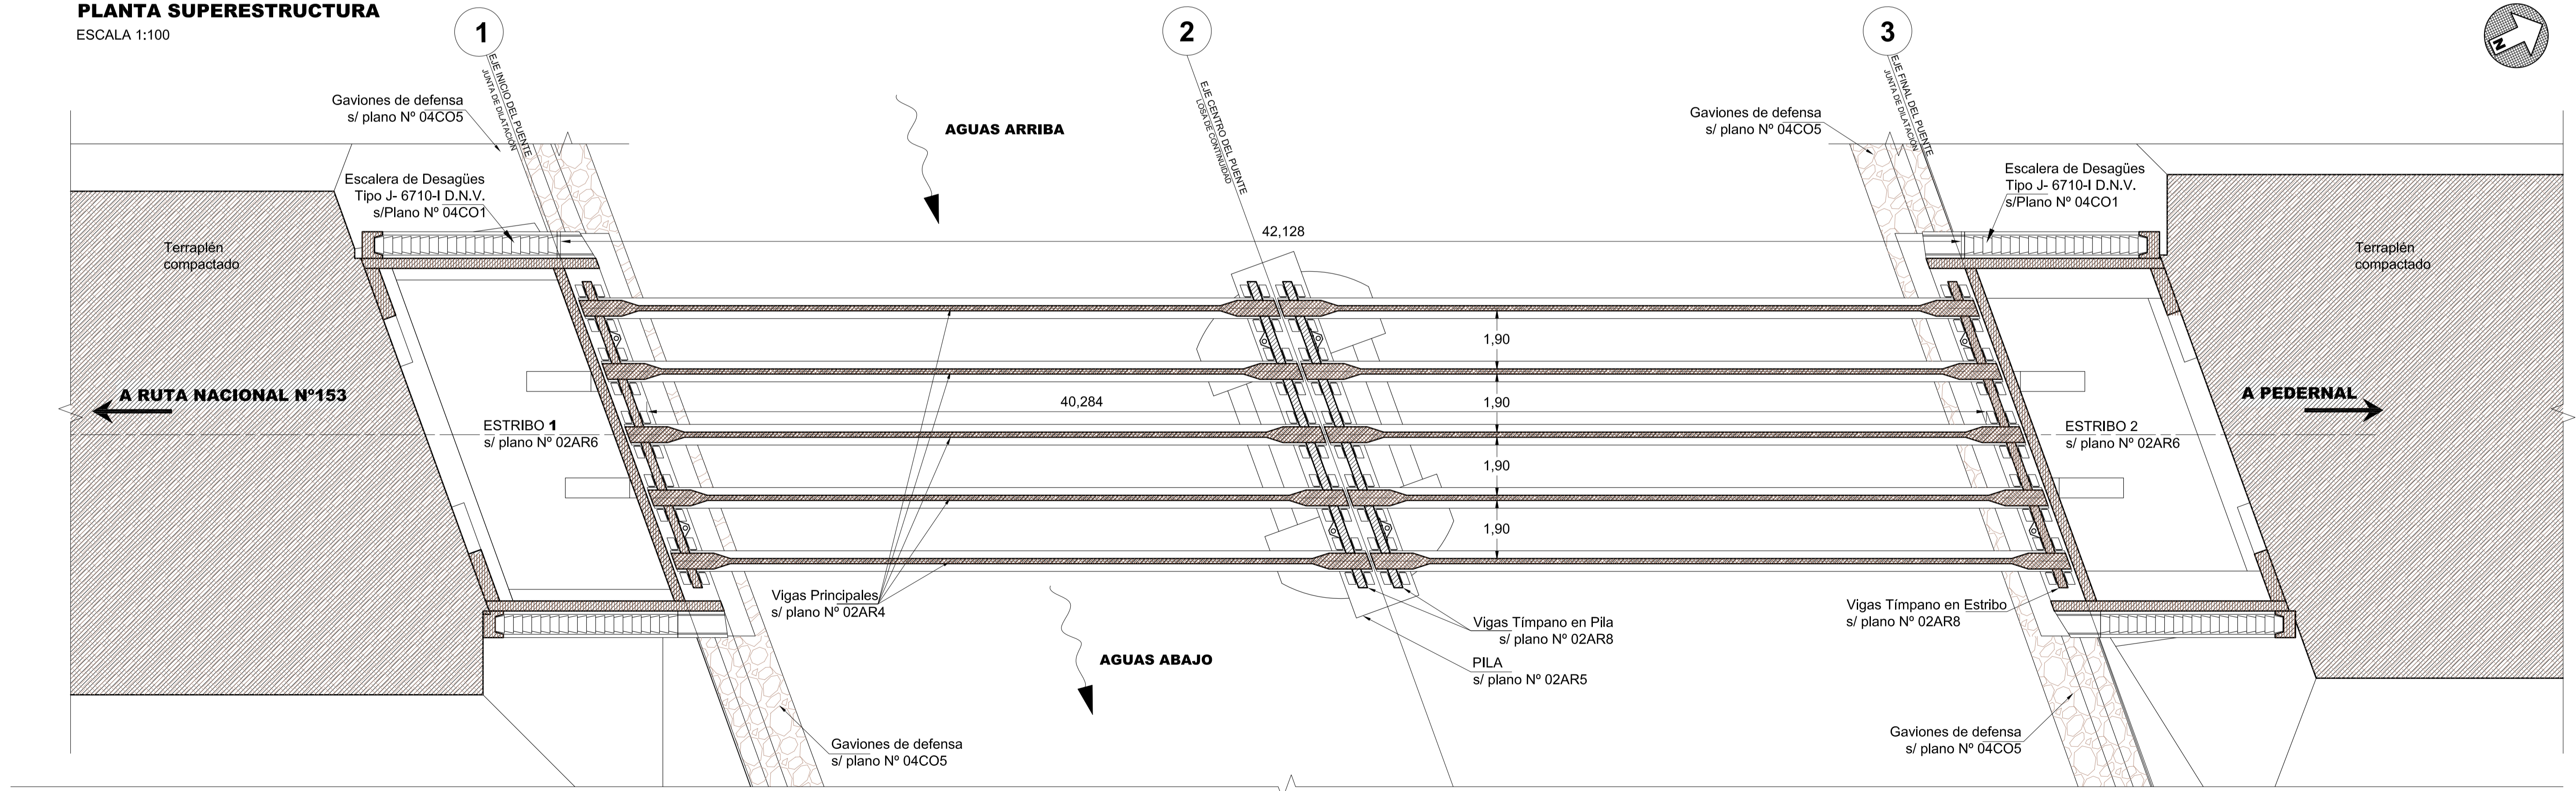 PLANTA SUPERESTRUCTURA
ESCALA 1:100
1
2
3
N
EJE INICIO DEL PUENTE
JUNTA DE DILATACIÓN
EJE CENTRO DEL PUENTE
LOSA DE CONTINUIDAD
EJE FINAL DEL PUENTE
JUNTA DE DILATACIÓN
Gaviones de defensa
s/ plano Nº 04CO5
AGUAS ARRIBA
Gaviones de defensa
s/ plano Nº 04CO5
Escalera de Desagües
Tipo J- 6710-I D.N.V.
s/Plano Nº 04CO1
Escalera de Desagües
Tipo J- 6710-I D.N.V.
s/Plano Nº 04CO1
42,128
Terraplén
compactado
Terraplén
compactado
1,90
A RUTA NACIONAL Nº153
40,284
1,90
A PEDERNAL
ESTRIBO 1
s/ plano Nº 02AR6
ESTRIBO 2
s/ plano Nº 02AR6
1,90
1,90
Vigas Principales
s/ plano Nº 02AR4
Vigas Tímpano en Pila
s/ plano Nº 02AR8
Vigas Tímpano en Estribo
s/ plano Nº 02AR8
AGUAS ABAJO
PILA
s/ plano Nº 02AR5
Gaviones de defensa
s/ plano Nº 04CO5
Gaviones de defensa
s/ plano Nº 04CO5